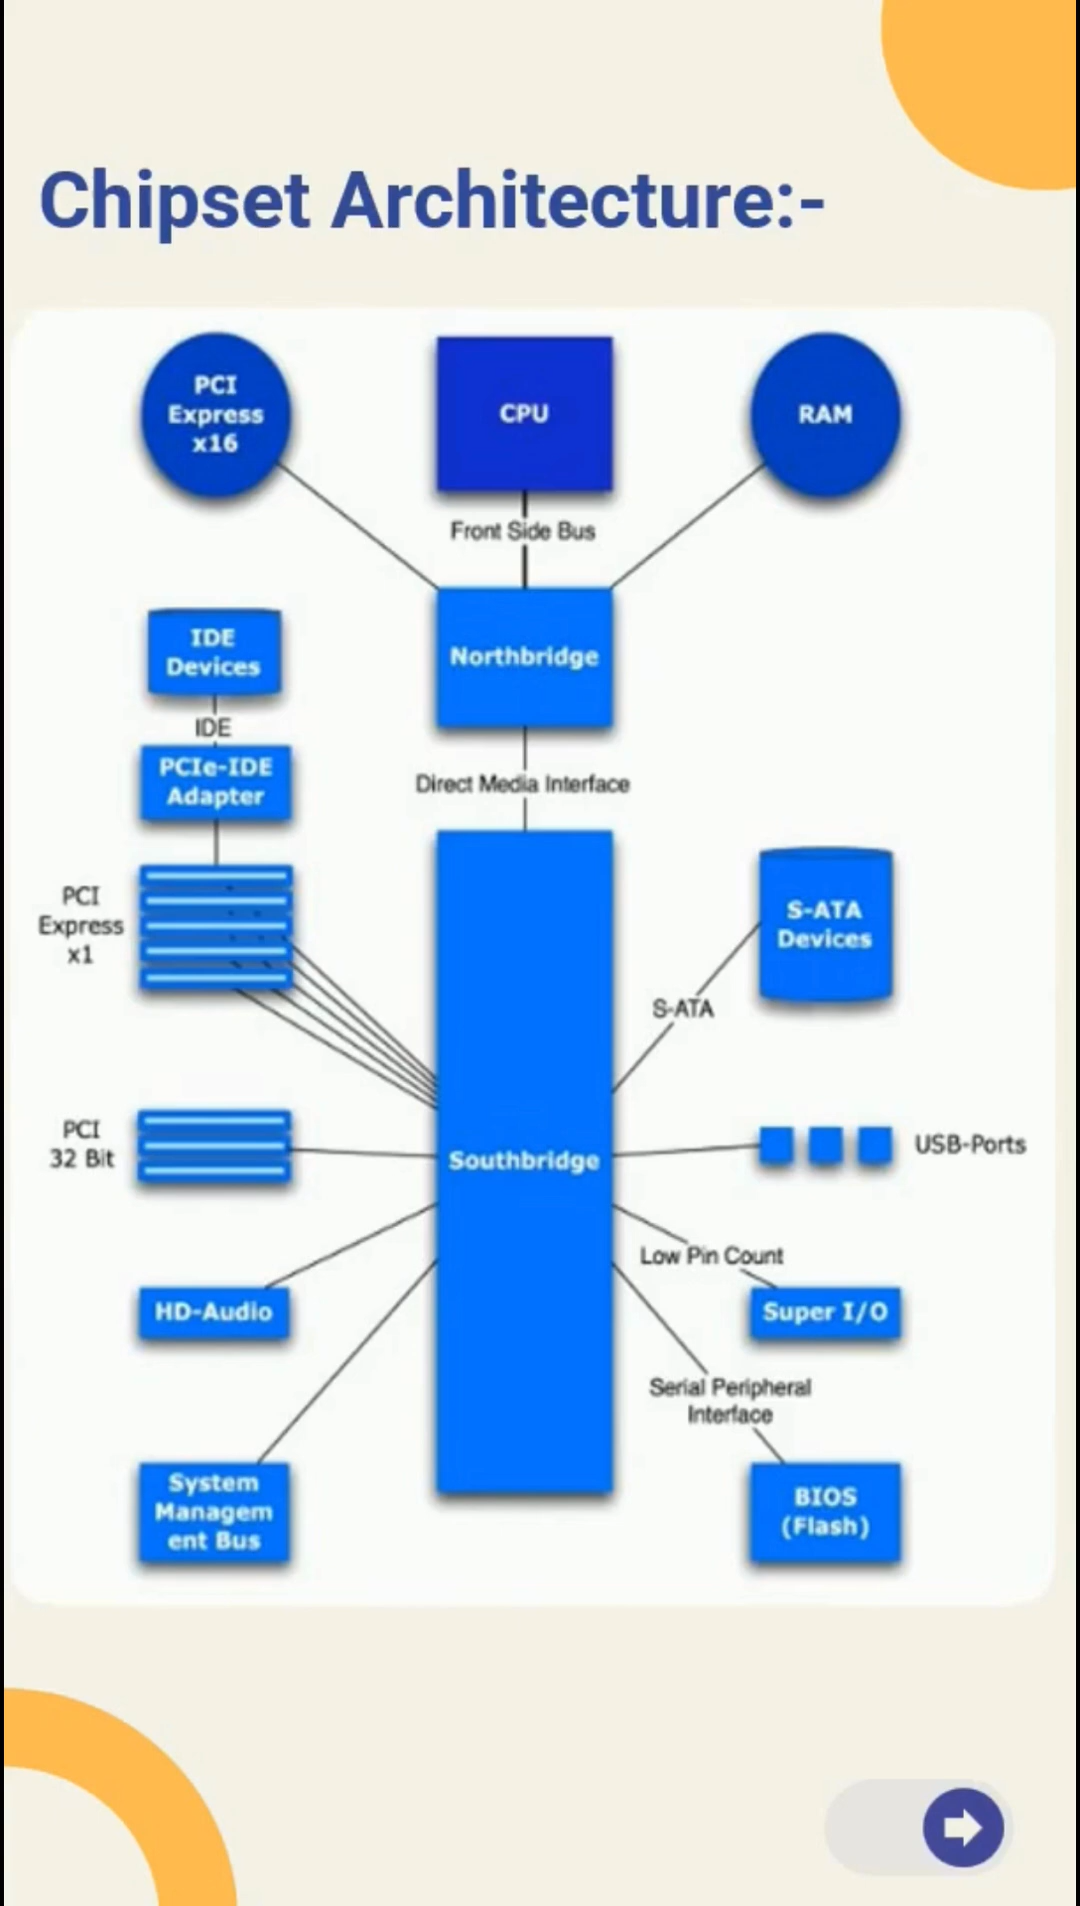 Chipset Architecture:-
PCI
Express
x16
CPU
RAM
Front Side Bus
Northbridge
IDE
Devices
IDE
PCIe-IDE
Adapter
Direct Media Interface
PCI
Express
x1
S-ATA
Devices
S-ATA
PCI
32 Bit
Southbridge
USB-Ports
Low Pin Count
HD-Audio
Super I/O
Serial Peripheral
Interface
System
Managem
ent Bus
BIOS
(Flash)